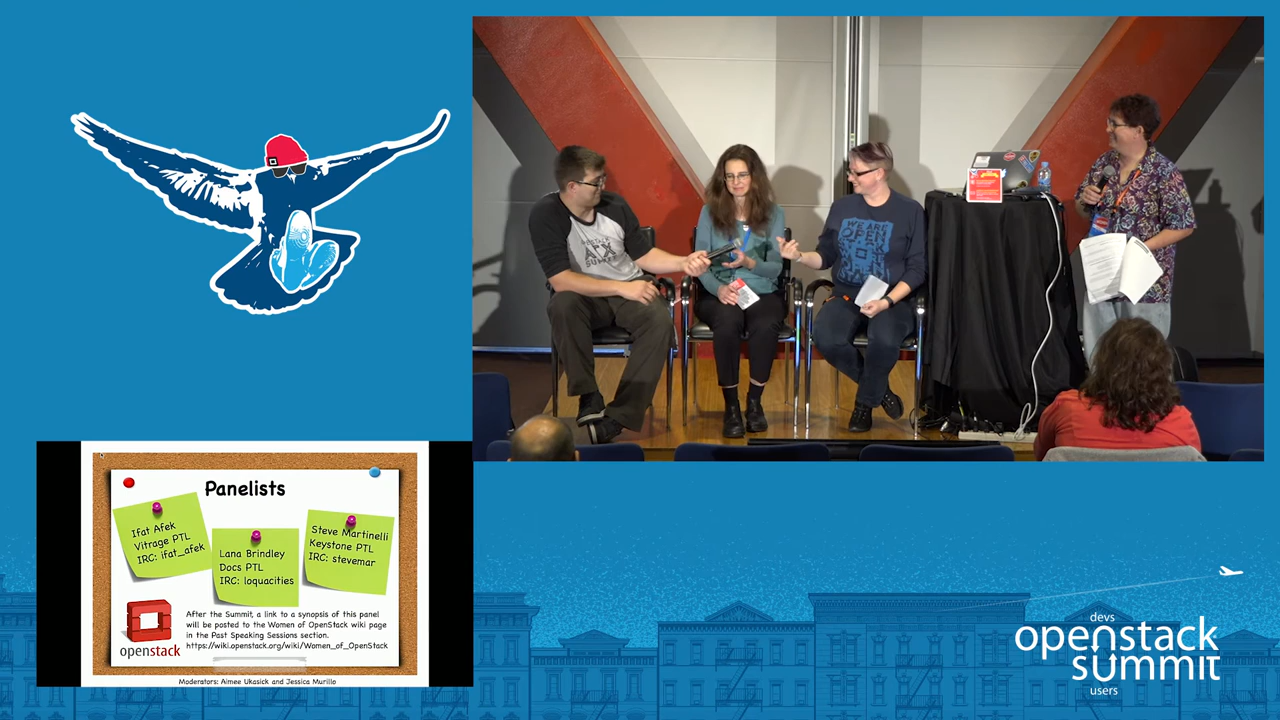 WE ARE
OPEN
SUMMIT
Panelists
Ifat Afek
Vitrage PTL
IRC: ifat_afek
Lana Brindley
Docs PTL
IRC: loquacities
Steve Martinelli
Keystone PTL
IRC: stevemar
After the Summit, a link to a synopsis of this panel
will be posted to the Women of OpenStack wiki page
in the Past Speaking Sessions section.
https://wiki.openstack.org/wiki/Women_of_OpenStack
openstack
Moderators: Aimee Ukasick and Jessica Murillo
devs
openstack
summit
users